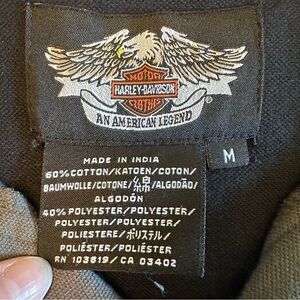 MOTOR
HARLEY-DAVIDSON
CLOTHES
®
AN AMERICAN LEGEND
M
MADE IN INDIA
60%COTTON/KATOEN/COTON/
BAUMWOLLE/COTONE/綿/ALGODÃO/
ALGODÓN
40% POLYESTER/POLYESTER/
POLYESTER/POLYESTER/
POLIESTERE/ポリエステル/
POLIÉSTER/POLIÉSTER
RN 103819/ CA 03402